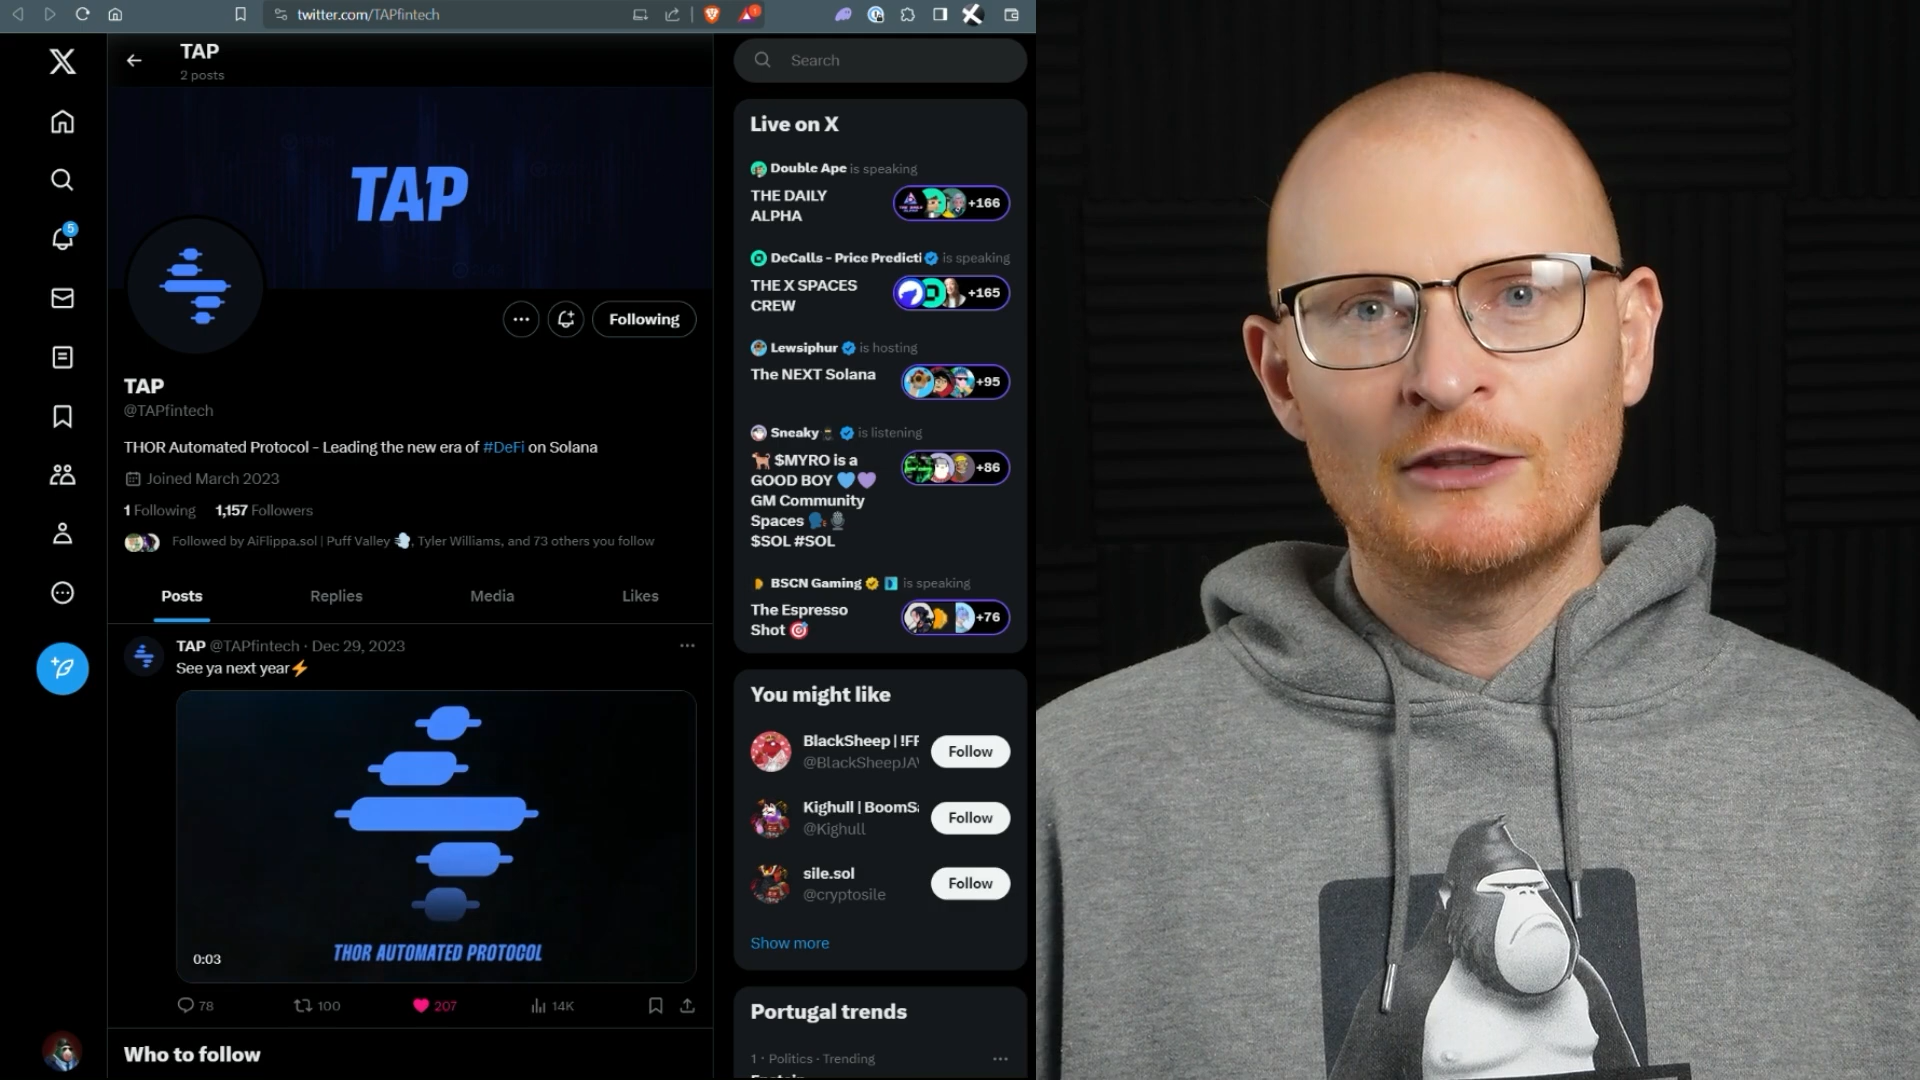 twitter.com/TAPfintech
TAP
2 posts
TAP
Following
TAP
@TAPfintech
THOR Automated Protocol - Leading the new era of #DeFi on Solana
Joined March 2023
1 Following 1,157 Followers
Followed by AiFlippa.sol | Puff Valley, Tyler Williams, and 73 others you follow
Posts Replies Media Likes
TAP @TAPfintech · Dec 29, 2023
See ya next year⚡
THOR AUTOMATED PROTOCOL
0:03
78 100 207 14K
Who to follow
5
Search
Live on X
Double Ape is speaking
THE DAILY
ALPHA
+166
DeCalls - Price Predicti is speaking
THE X SPACES
CREW
+165
Lewsiphur is hosting
The NEXT Solana
+95
Sneaky is listening
$MYRO is a
GOOD BOY 💙💜
GM Community
Spaces 🗣️🎙️
$SOL #SOL
+86
BSCN Gaming is speaking
The Espresso
Shot 🎯
+76
You might like
BlackSheep | !FF
@BlackSheepJA
Follow
Kighull | BoomS
@Kighull
Follow
sile.sol
@cryptosile
Follow
Show more
Portugal trends
1 · Politics · Trending